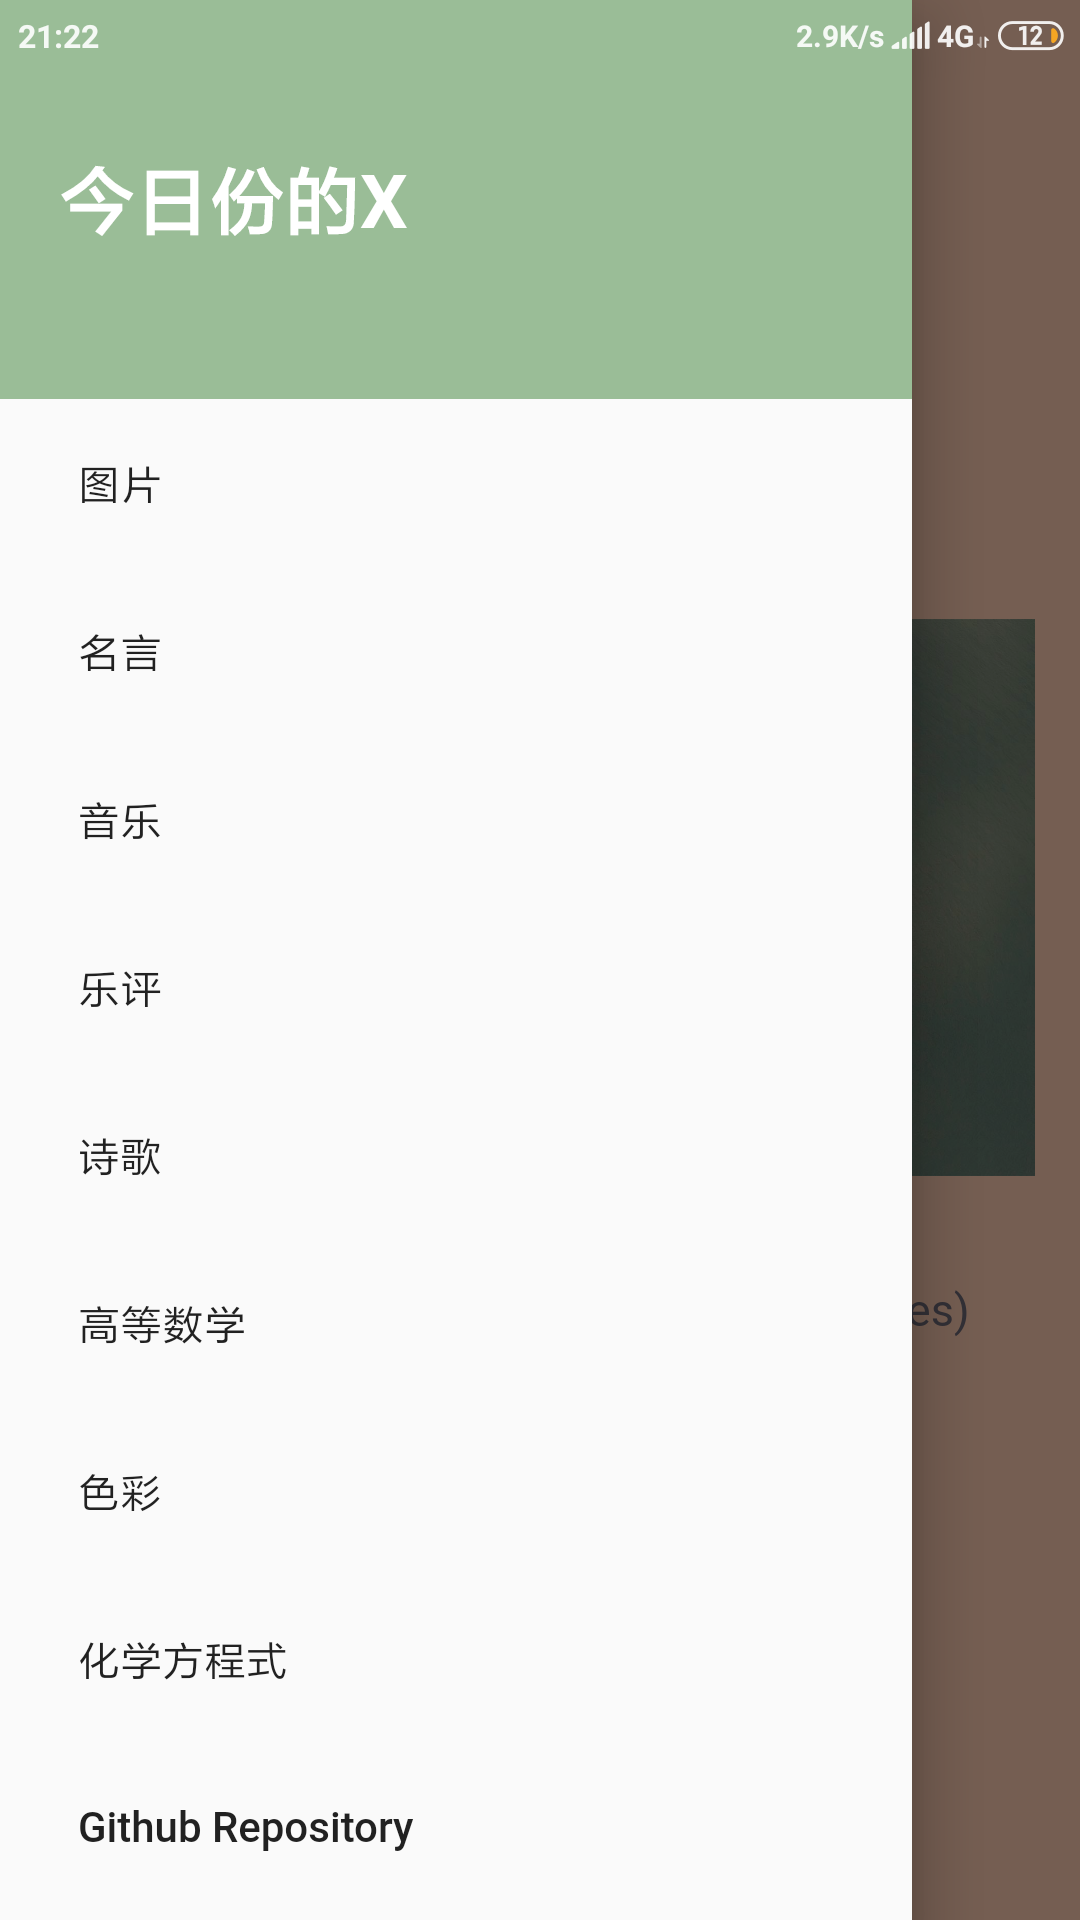 21:22 2.9K/s 4G 12
今日份的X
图片
名言
音乐
乐评
诗歌
es)
高等数学
色彩
化学方程式
Github Repository